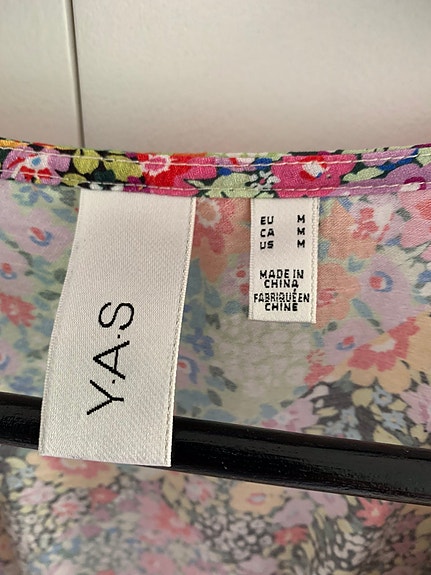 Y.A.S
EU M
CA M
US M
MADE IN
CHINA
FABRIQUÉ EN
CHINE